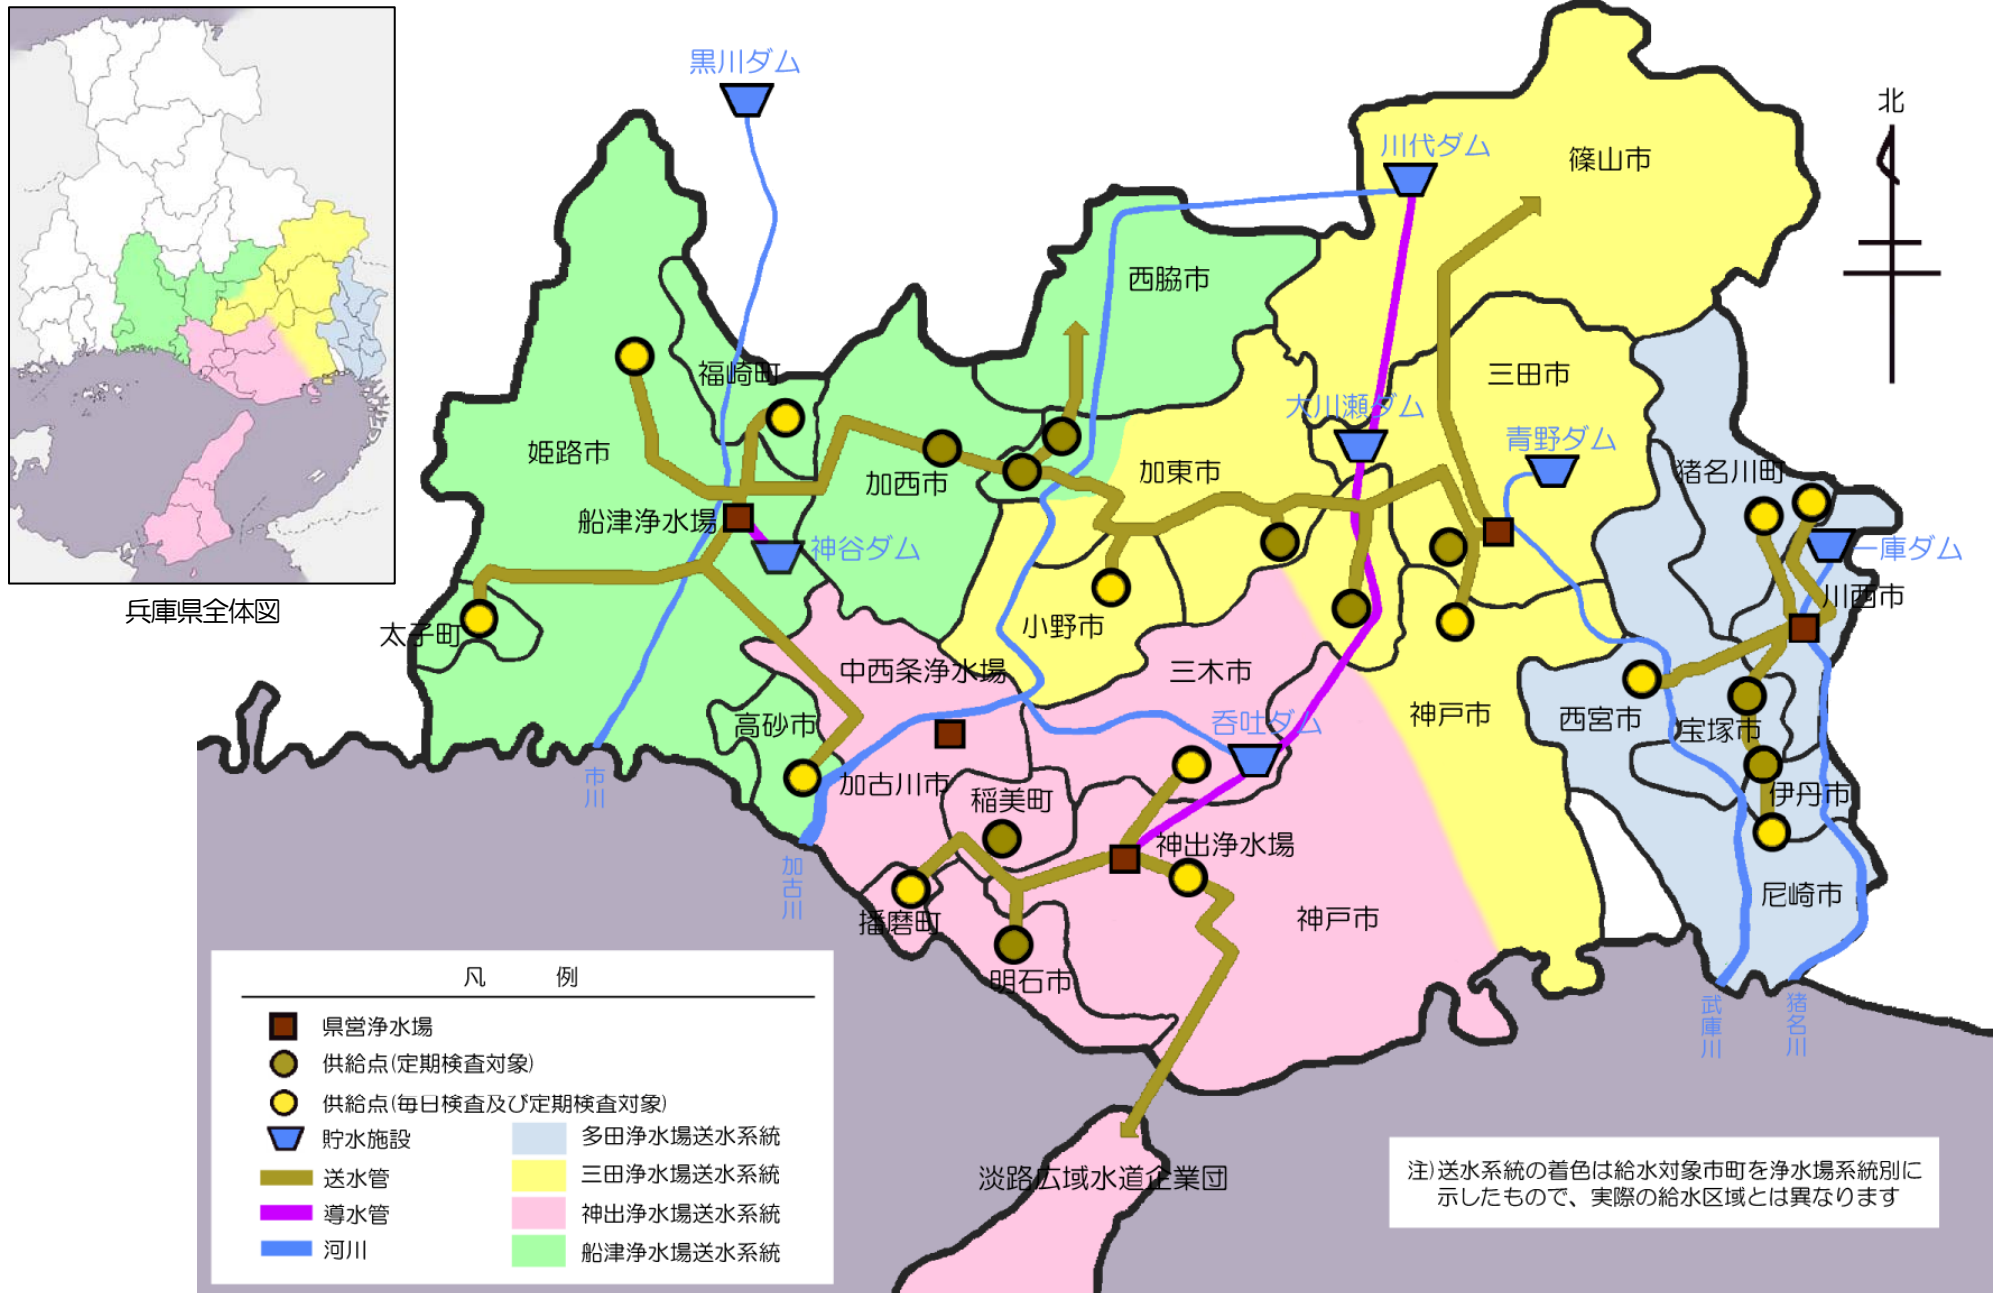 黒川ダム
北
川代ダム
篠山市
西脇市
福崎町
三田市
大川瀬ダム
青野ダム
姫路市
加西市
加東市
猪名川町
船津浄水場
神谷ダム
一庫ダム
川西市
兵庫県全体図
太子町
小野市
中西条浄水場
三木市
高砂市
呑吐ダム
神戸市
西宮市
宝塚市
市川
加古川市
稲美町
伊丹市
神出浄水場
加古川
尼崎市
播磨町
神戸市
明石市
武庫川
猪名川
淡路広域水道企業団
凡 例
県営浄水場
供給点(定期検査対象)
供給点(毎日検査及び定期検査対象)
貯水施設
送水管
導水管
河川
多田浄水場送水系統
三田浄水場送水系統
神出浄水場送水系統
船津浄水場送水系統
注)送水系統の着色は給水対象市町を浄水場系統別に
示したもので、実際の給水区域とは異なります